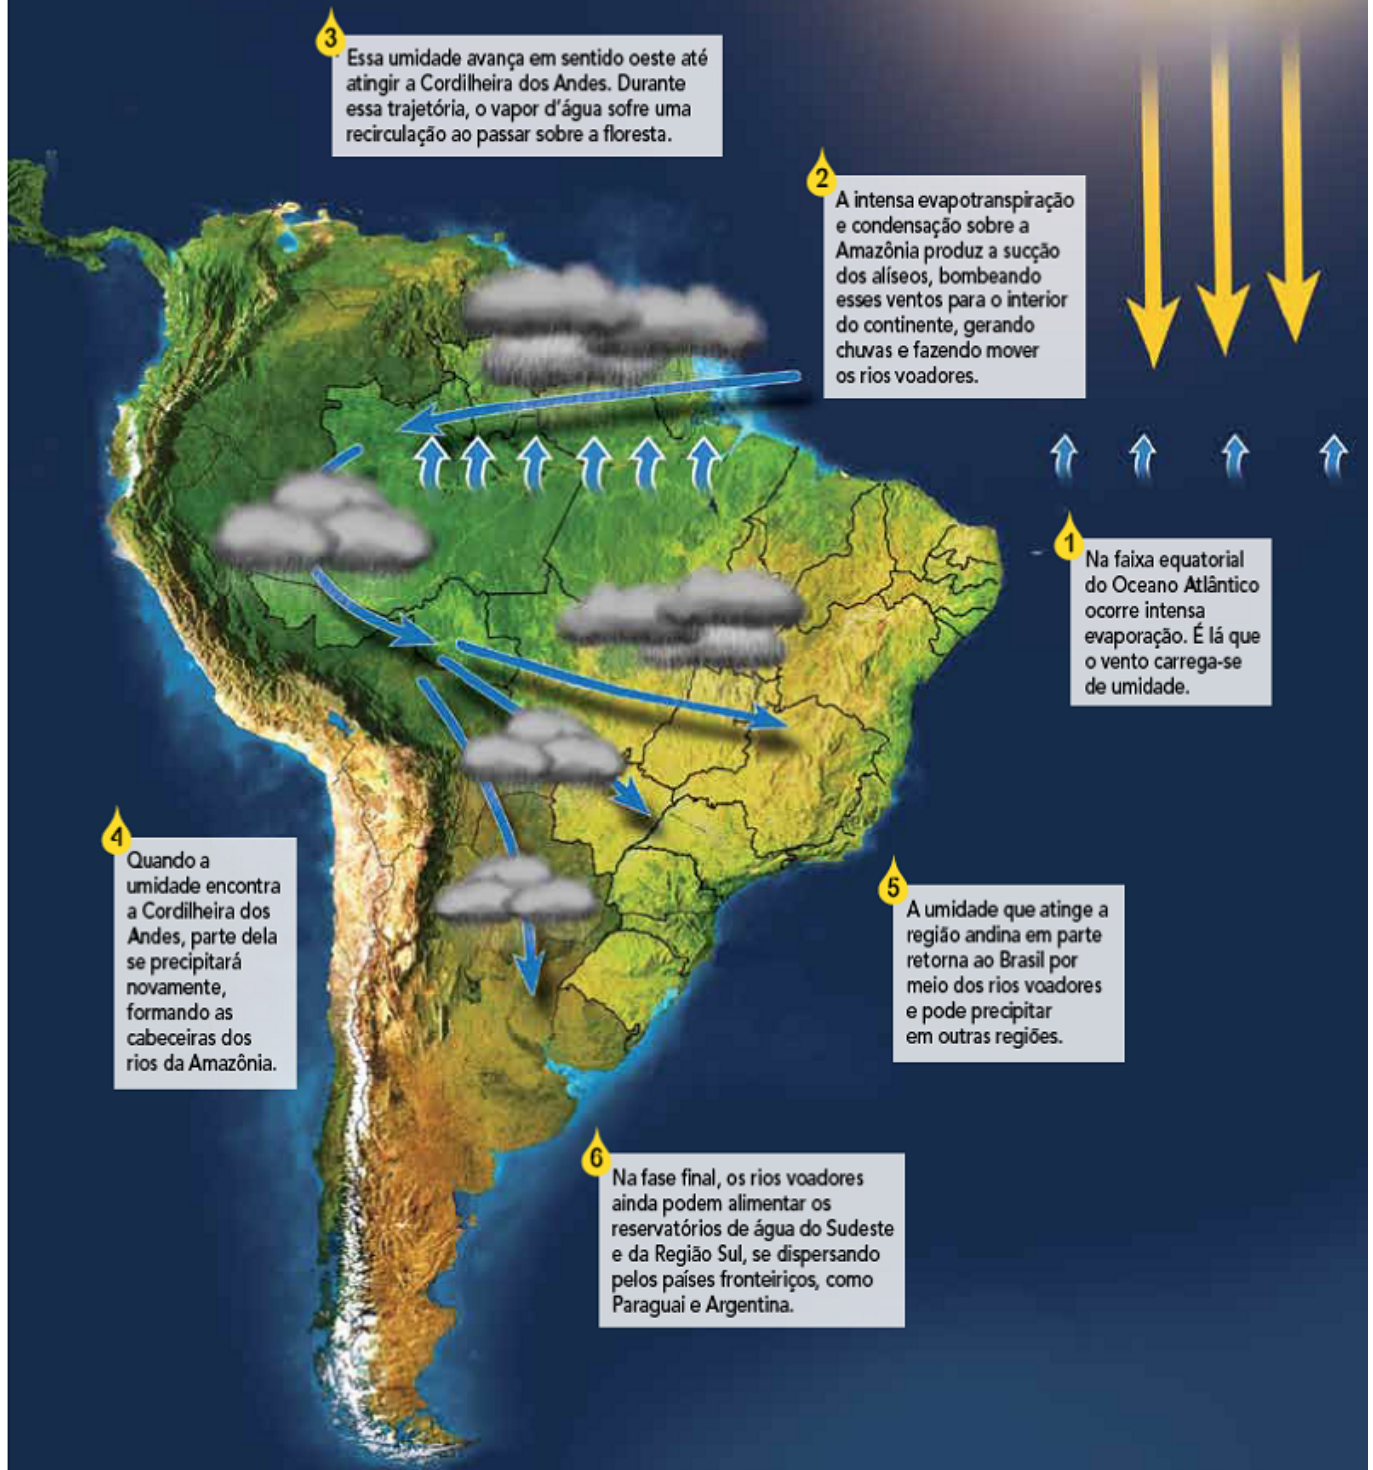 1
Na faixa equatorial
do Oceano Atlântico
ocorre intensa
evaporação. É lá que
o vento carrega-se
de umidade.
2
A intensa evapotranspiração
e condensação sobre a
Amazônia produz a sucção
dos alíseos, bombeando
esses ventos para o interior
do continente, gerando
chuvas e fazendo mover
os rios voadores.
3
Essa umidade avança em sentido oeste até
atingir a Cordilheira dos Andes. Durante
essa trajetória, o vapor d'água sofre uma
recirculação ao passar sobre a floresta.
4
Quando a
umidade encontra
a Cordilheira dos
Andes, parte dela
se precipitará
novamente,
formando as
cabeceiras dos
rios da Amazônia.
5
A umidade que atinge a
região andina em parte
retorna ao Brasil por
meio dos rios voadores
e pode precipitar
em outras regiões.
6
Na fase final, os rios voadores
ainda podem alimentar os
reservatórios de água do Sudeste
e da Região Sul, se dispersando
pelos países fronteiriços, como
Paraguai e Argentina.